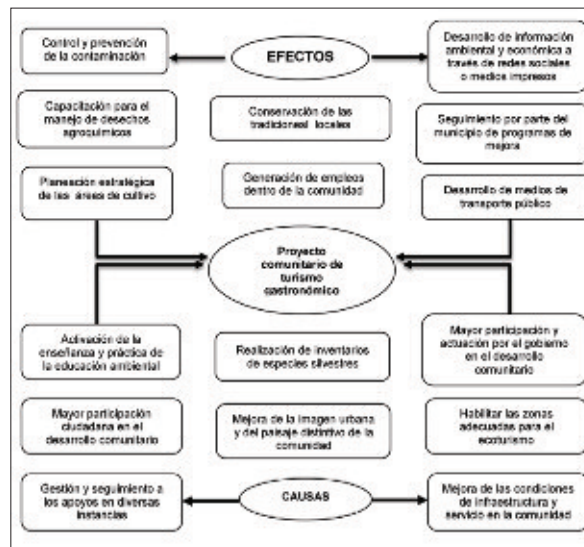 Control y prevención
de la contaminación
EFECTOS
Desarrollo de información
ambiental y económica a
través de redes sociales
o medios impresos
Capacitación para el
manejo de desechos
agroquímicos
Conservación de las
tradicioneal locales
Seguimiento por parte del
municipio de programas de
mejora
Planeación estratégica
de las áreas de cultivo
Generación de empleos
dentro de la comunidad
Desarrollo de medios de
transporte público
Proyecto
comunitario de
turismo
gastronómico
Activación de la
enseñanza y práctica de
la educación ambiental
Realización de inventarios
de especies silvestres
Mayor participación y
actuación por el gobierno
en el desarrollo
comunitario
Mayor participación
ciudadana en el
desarrollo comunitario
Mejora de la imagen urbana
y del paisaje distintivo de la
comunidad
Habilitar las zonas
adecuadas para el
ecoturismo
Gestión y seguimiento a
los apoyos en diversas
instancias
CAUSAS
Mejora de las condiciones
de infraestructura y
servicio en la comunidad